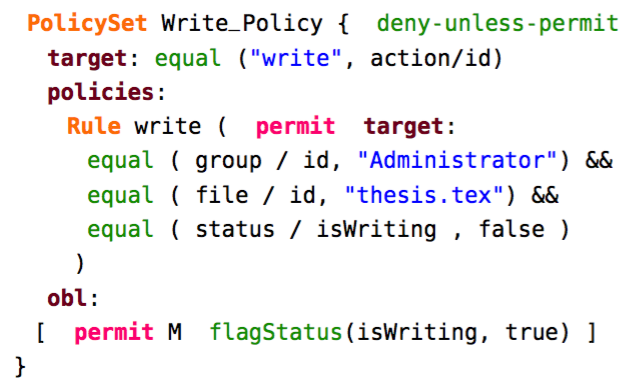 PolicySet Write_Policy { deny-unless-permit
target: equal ("write", action/id)
policies:
Rule write ( permit target:
equal ( group / id, "Administrator") &&
equal ( file / id, "thesis.tex") &&
equal ( status / isWriting , false )
)
obl:
[ permit M flagStatus(isWriting, true) ]
}